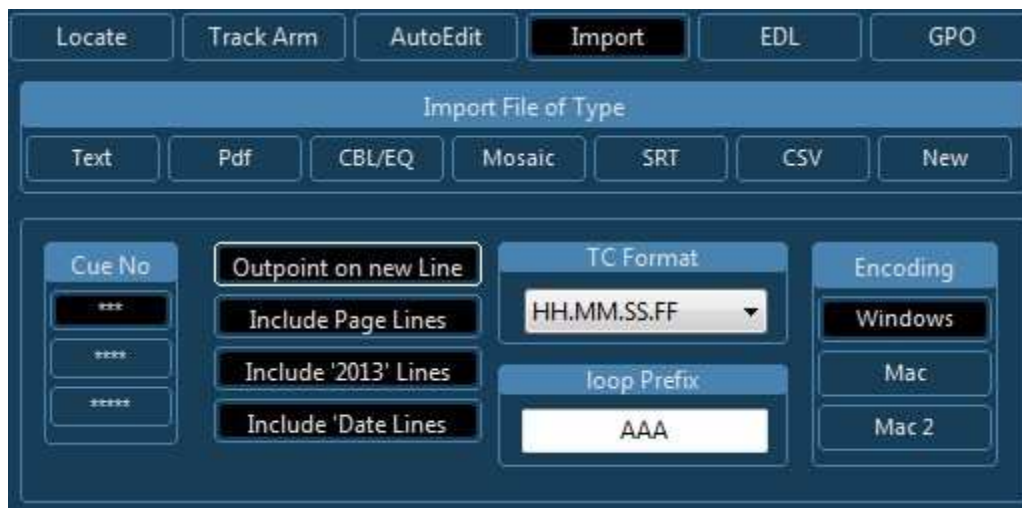 Locate Track Arm AutoEdit Import EDL GPO
Import File of Type
Text Pdf CBL/EQ Mosaic SRT CSV New
Cue No
***
****
*****
Outpoint on new Line
Include Page Lines
Include '2013' Lines
Include 'Date Lines
TC Format
HH.MM.SS.FF
loop Prefix
AAA
Encoding
Windows
Mac
Mac 2